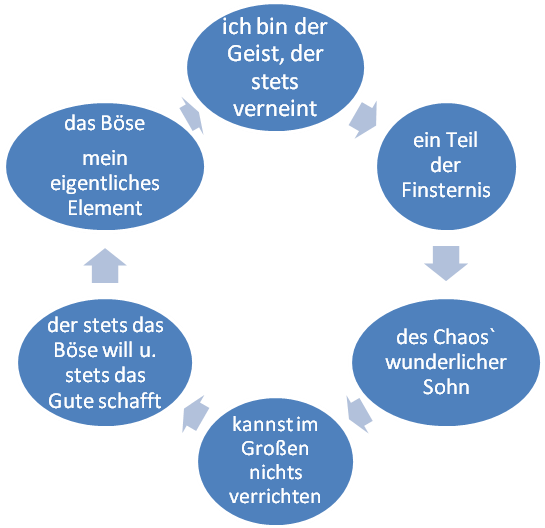 ich bin der
Geist, der
stets
verneint
ein Teil
der
Finsternis
des Chaos`
wunderlicher
Sohn
kannst im
Großen
nichts
verrichten
der stets das
Böse will u.
stets das
Gute schafft
das Böse
mein
eigentliches
Element